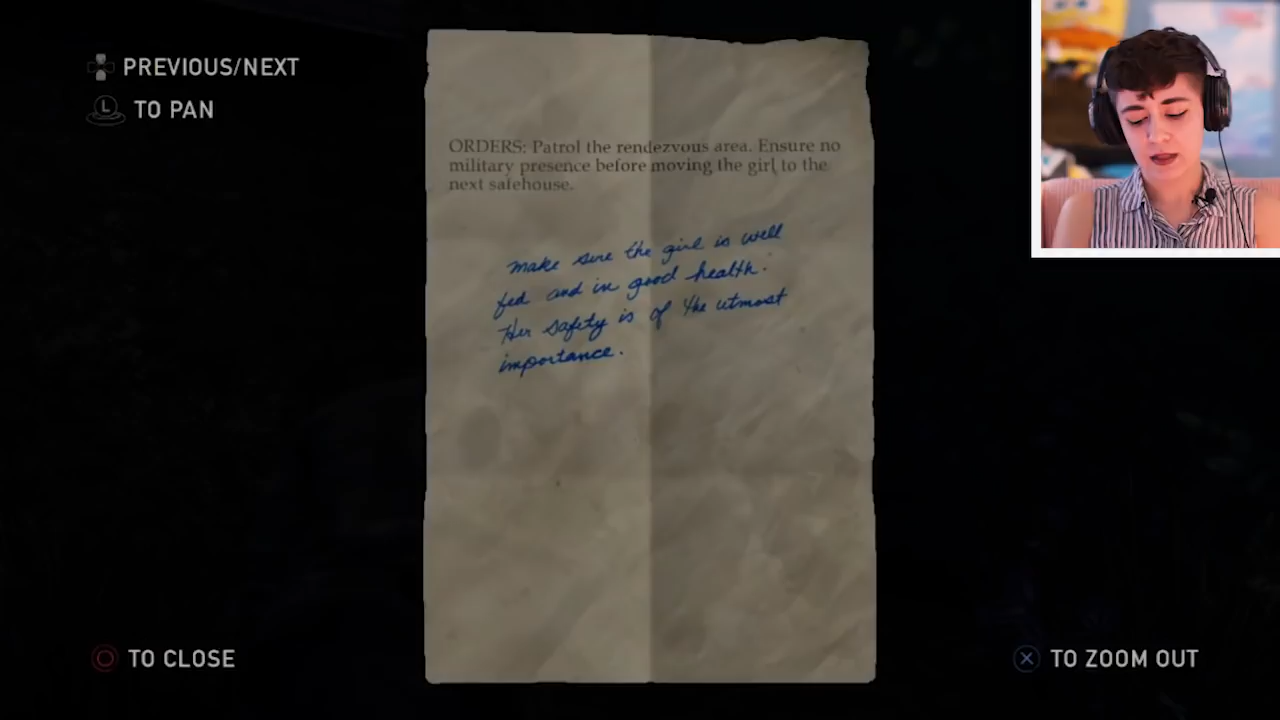 PREVIOUS/NEXT
L TO PAN
ORDERS: Patrol the rendezvous area. Ensure no
military presence before moving the girl to the
next safehouse.
make sure the girl is well
fed and in good health.
Her safety is of the utmost
importance.
TO CLOSE
TO ZOOM OUT